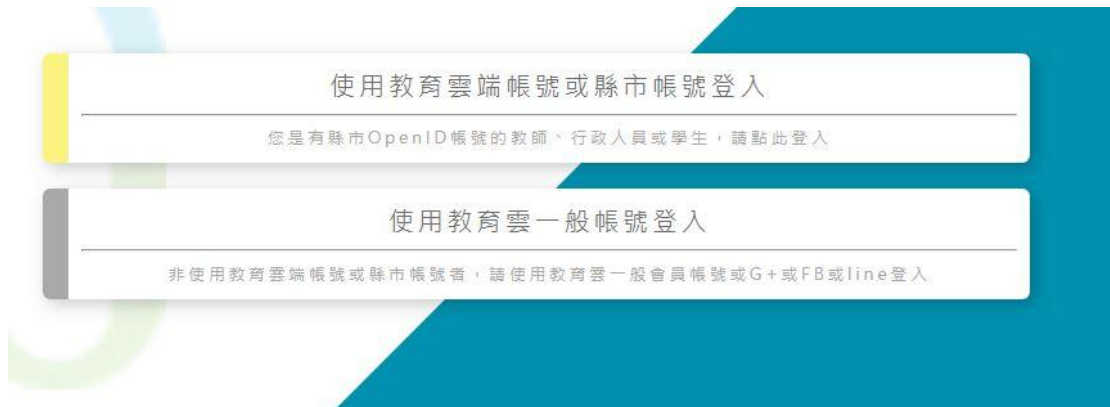 使用教育雲端帳號或縣市帳號登入
您是有縣市OpenID帳號的教師、行政人員或學生，請點此登入
使用教育雲一般帳號登入
非使用教育雲端帳號或縣市帳號者，請使用教育雲一般會員帳號或G+或FB或line登入